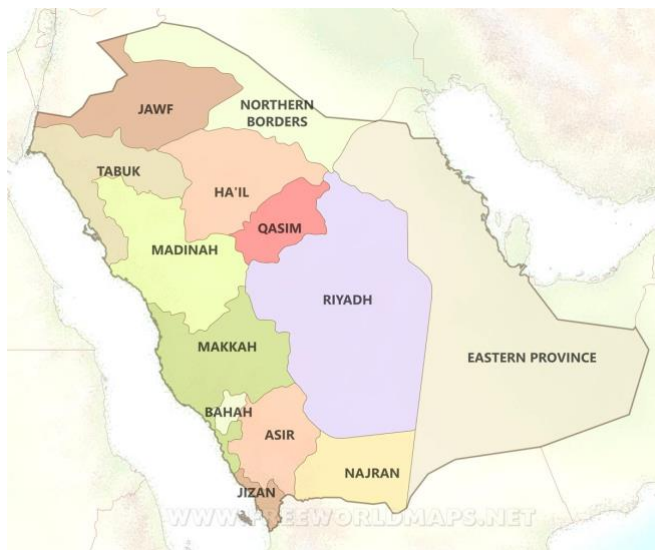 JAWF
NORTHERN
BORDERS
TABUK
HA'IL
QASIM
MADINAH
RIYADH
MAKKAH
EASTERN PROVINCE
BAHAH
ASIR
NAJRAN
JIZAN
WWW.FREEWORLDMAPS.NET